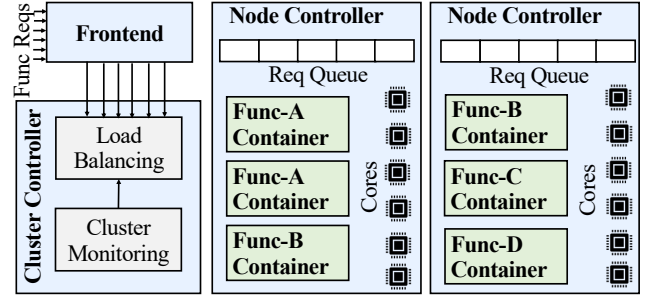 Func Reqs
Frontend
Cluster Controller
Load
Balancing
Cluster
Monitoring
Node Controller
Req Queue
Func-A
Container
Func-A
Container
Func-B
Container
Cores
Node Controller
Req Queue
Func-B
Container
Func-C
Container
Func-D
Container
Cores